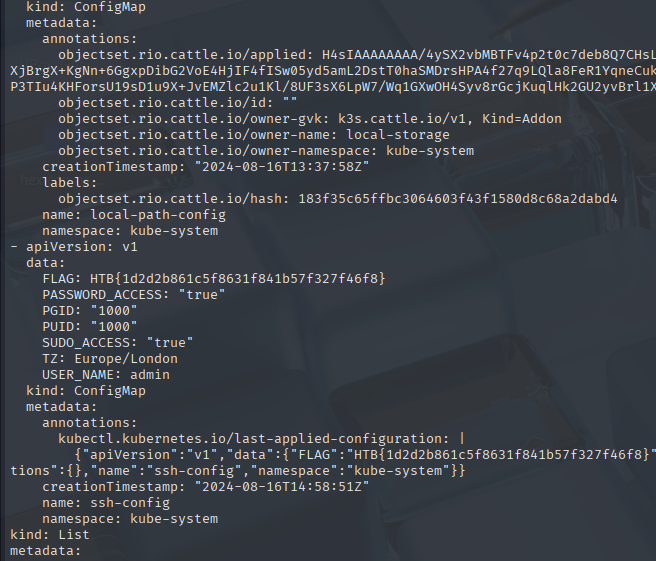 kind: ConfigMap
metadata:
annotations:
objectset.rio.cattle.io/applied: H4sIAAAAAAAA/4ySX2vbMBTFv4p2t0c7deb8Q7CHsL
XjBrgX+KgNn+6GgxpDibG2VoE4HjIF4fISw05yd5amL2DstT0haSMDrsHPA4f27q9LQla8FeR1YqneCuk
P3TIu4KHForsU19sD1u9X+JvEMZlc2u1Kl/8UF3sX6LpW7/Wq1GXwOH4Syv8rGcjKuqlHk2GU2yvBrl1X
objectset.rio.cattle.io/id: ""
objectset.rio.cattle.io/owner-gvk: k3s.cattle.io/v1, Kind=Addon
objectset.rio.cattle.io/owner-name: local-storage
objectset.rio.cattle.io/owner-namespace: kube-system
creationTimestamp: "2024-08-16T13:37:58Z"
labels:
objectset.rio.cattle.io/hash: 183f35c65ffbc3064603f43f1580d8c68a2dabd4
name: local-path-config
namespace: kube-system
- apiVersion: v1
data:
FLAG: HTB{1d2d2b861c5f8631f841b57f327f46f8}
PASSWORD_ACCESS: "true"
PGID: "1000"
PUID: "1000"
SUDO_ACCESS: "true"
TZ: Europe/London
USER_NAME: admin
kind: ConfigMap
metadata:
annotations:
kubectl.kubernetes.io/last-applied-configuration: |
{"apiVersion":"v1","data":{"FLAG":"HTB{1d2d2b861c5f8631f841b57f327f46f8}"
tions":{},"name":"ssh-config","namespace":"kube-system"}}
creationTimestamp: "2024-08-16T14:58:51Z"
name: ssh-config
namespace: kube-system
kind: List
metadata: